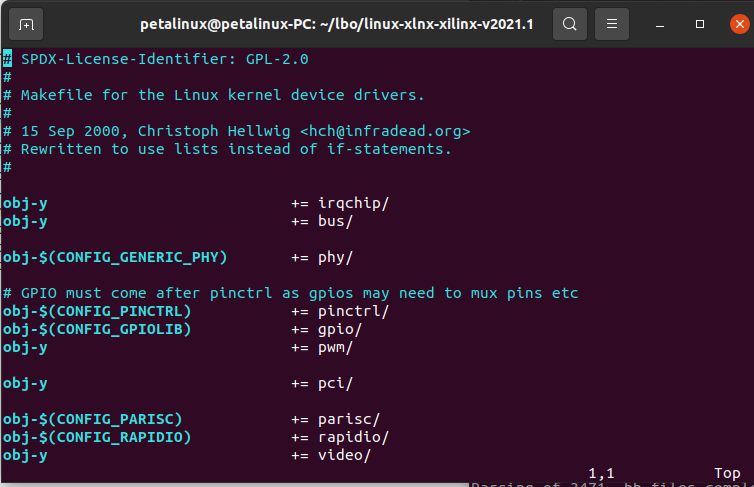 petalinux@petalinux-PC: ~/lbo/linux-xlnx-xilinx-v2021.1
# SPDX-License-Identifier: GPL-2.0
#
# Makefile for the Linux kernel device drivers.
#
# 15 Sep 2000, Christoph Hellwig <hch@infradead.org>
# Rewritten to use lists instead of if-statements.
#
obj-y += irqchip/
obj-y += bus/
obj-$(CONFIG_GENERIC_PHY) += phy/
# GPIO must come after pinctrl as gpios may need to mux pins etc
obj-$(CONFIG_PINCTRL) += pinctrl/
obj-$(CONFIG_GPIOLIB) += gpio/
obj-y += pwm/
obj-y += pci/
obj-$(CONFIG_PARISC) += parisc/
obj-$(CONFIG_RAPIDIO) += rapidio/
obj-y += video/
1,1 Top